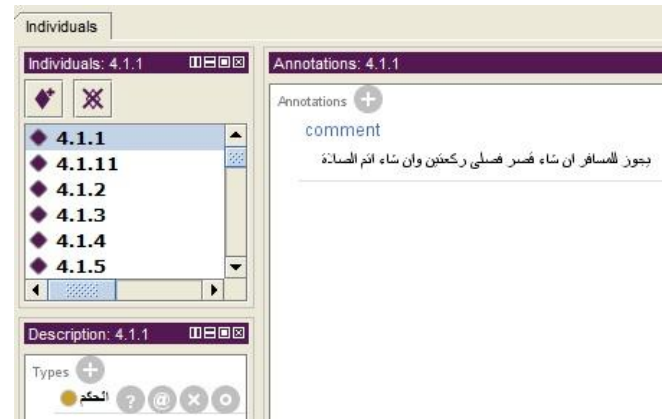 Individuals
Individuals: 4.1.1
4.1.1
4.1.11
4.1.2
4.1.3
4.1.4
4.1.5
Description: 4.1.1
Types
الحكم
Annotations: 4.1.1
Annotations
comment
يجوز للمسافر ان شاء قصر فصلى ركعتين وان شاء اتم الصلاة